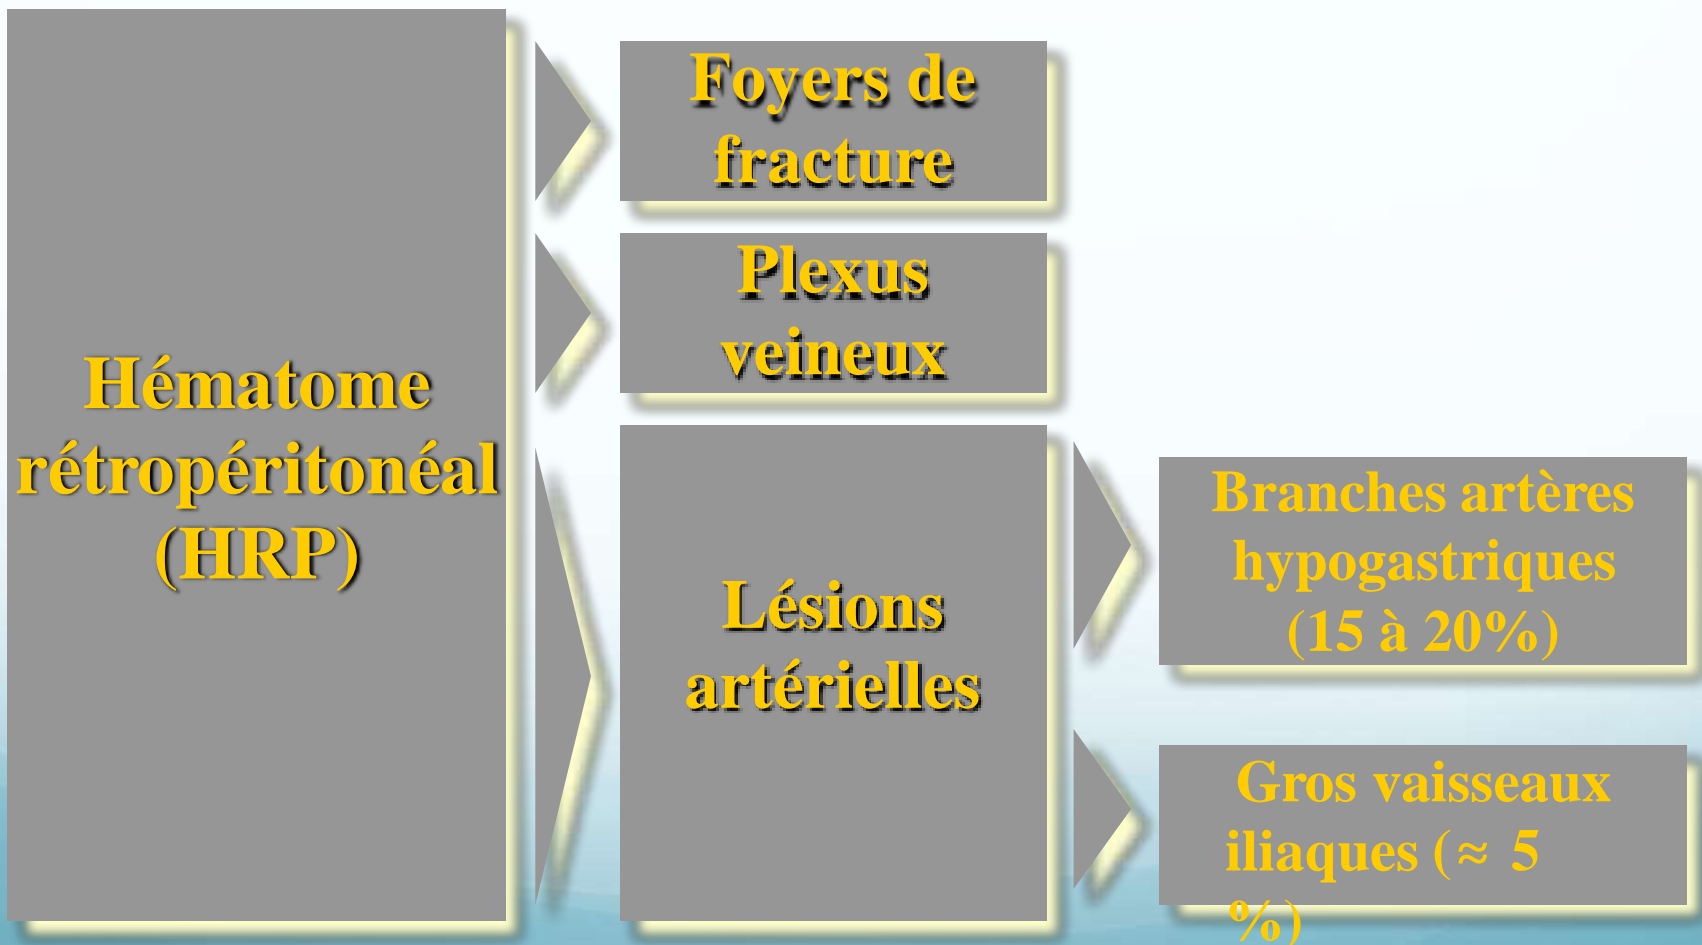 Hématome
rétropéritonéal
(HRP)
Foyers de
fracture
Plexus
veineux
Lésions
artérielles
Branches artères
hypogastriques
(15 à 20%)
Gros vaisseaux
iliaques (≈ 5
%)